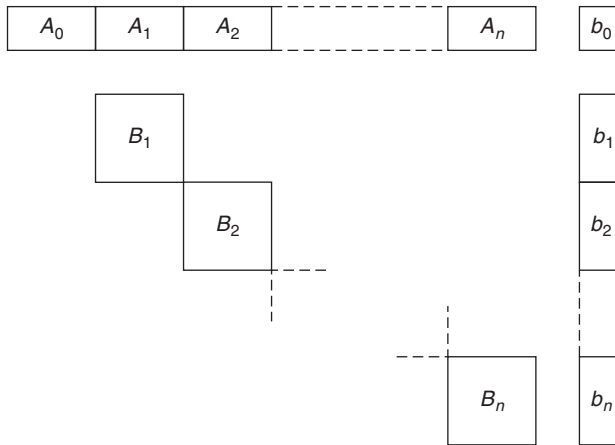 A₀ A₁ A₂ Aₙ b₀
B₁ b₁
B₂ b₂
Bₙ bₙ